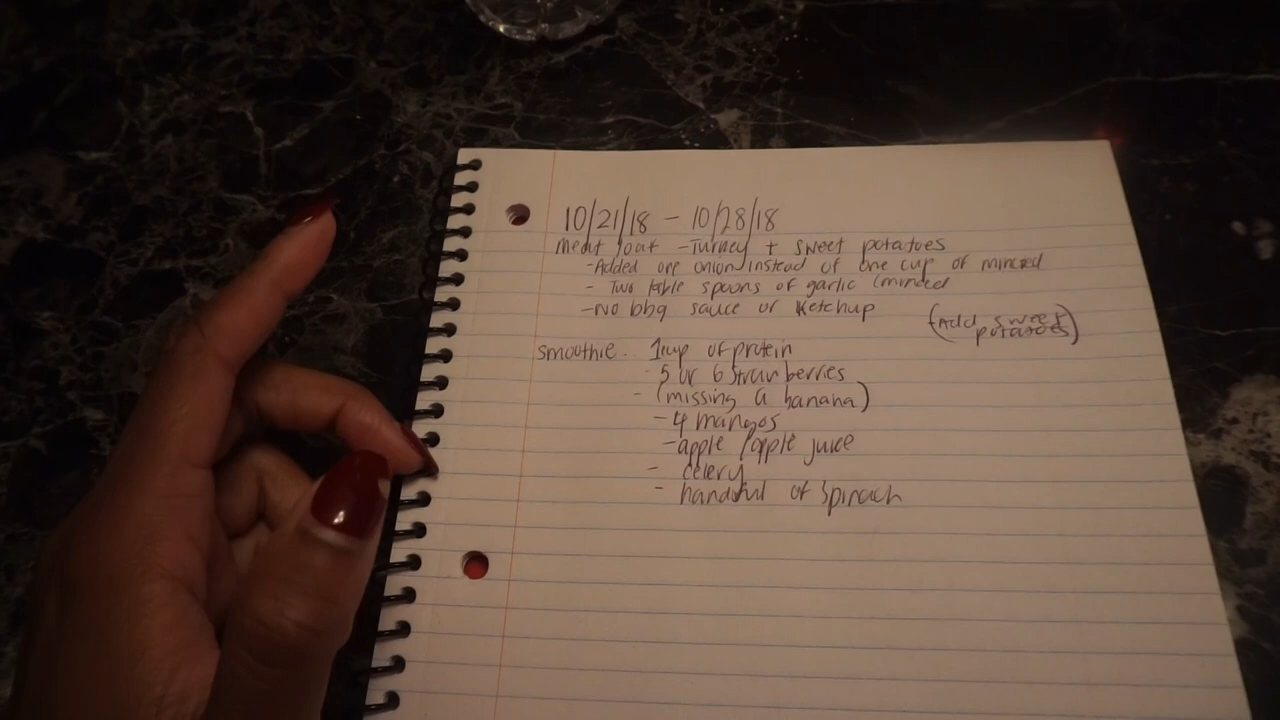 10/21/18 - 10/28/18
meat loaf - Turkey + sweet potatoes
- Added one onion instead of one cup of minced
- Two table spoons of garlic (minced
- No bbq sauce or ketchup
(Add sweet
potatoes)
smoothie. 1cup of protein
- 5 or 6 strawberries
- (missing a banana)
- 4 mangos
- apple /apple juice
- celery
- handful of spinach